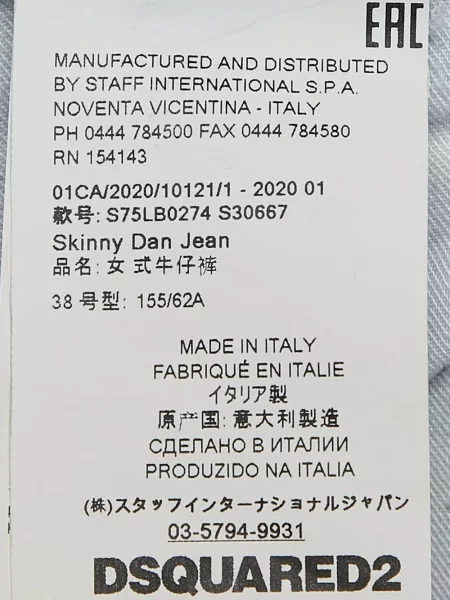 EAC
MANUFACTURED AND DISTRIBUTED
BY STAFF INTERNATIONAL S.P.A.
NOVENTA VICENTINA - ITALY
PH 0444 784500 FAX 0444 784580
RN 154143
01CA/2020/10121/1 - 2020 01
款号: S75LB0274 S30667
Skinny Dan Jean
品名: 女 式牛仔裤
38 号型: 155/62A
MADE IN ITALY
FABRIQUÉ EN ITALIE
イタリア製
原产国: 意大利製造
СДЕЛАНО В ИТАЛИИ
PRODUZIDO NA ITALIA
(株)スタッフインターナショナルジャパン
03-5794-9931
DSQUARED2